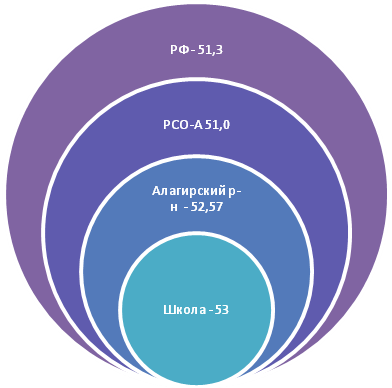 РФ- 51,3
РСО-А 51,0
Алагирский р-
н - 52,57
Школа -53